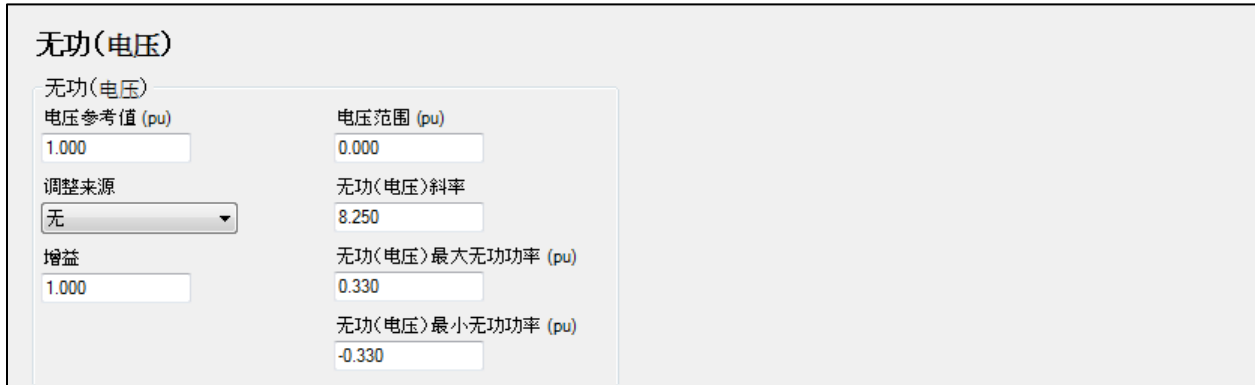 无功(电压)
无功(电压)
电压参考值 (pu)
1.000
调整来源
无
增益
1.000
电压范围 (pu)
0.000
无功(电压)斜率
8.250
无功(电压)最大无功功率 (pu)
0.330
无功(电压)最小无功功率 (pu)
-0.330